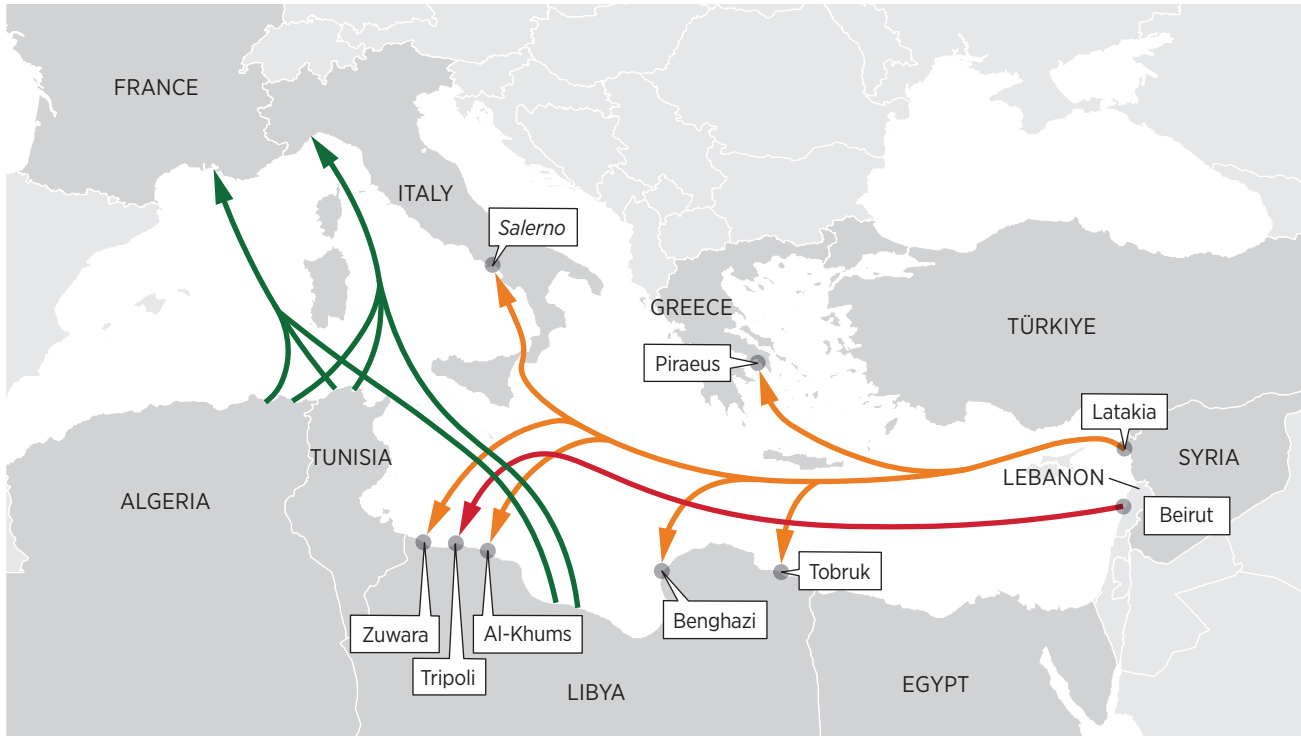 FRANCE
ITALY
Salerno
GREECE
TÜRKIYE
Piraeus
Latakia
TUNISIA
SYRIA
LEBANON
ALGERIA
Beirut
Tobruk
Benghazi
Zuwara
Al-Khums
Tripoli
EGYPT
LIBYA